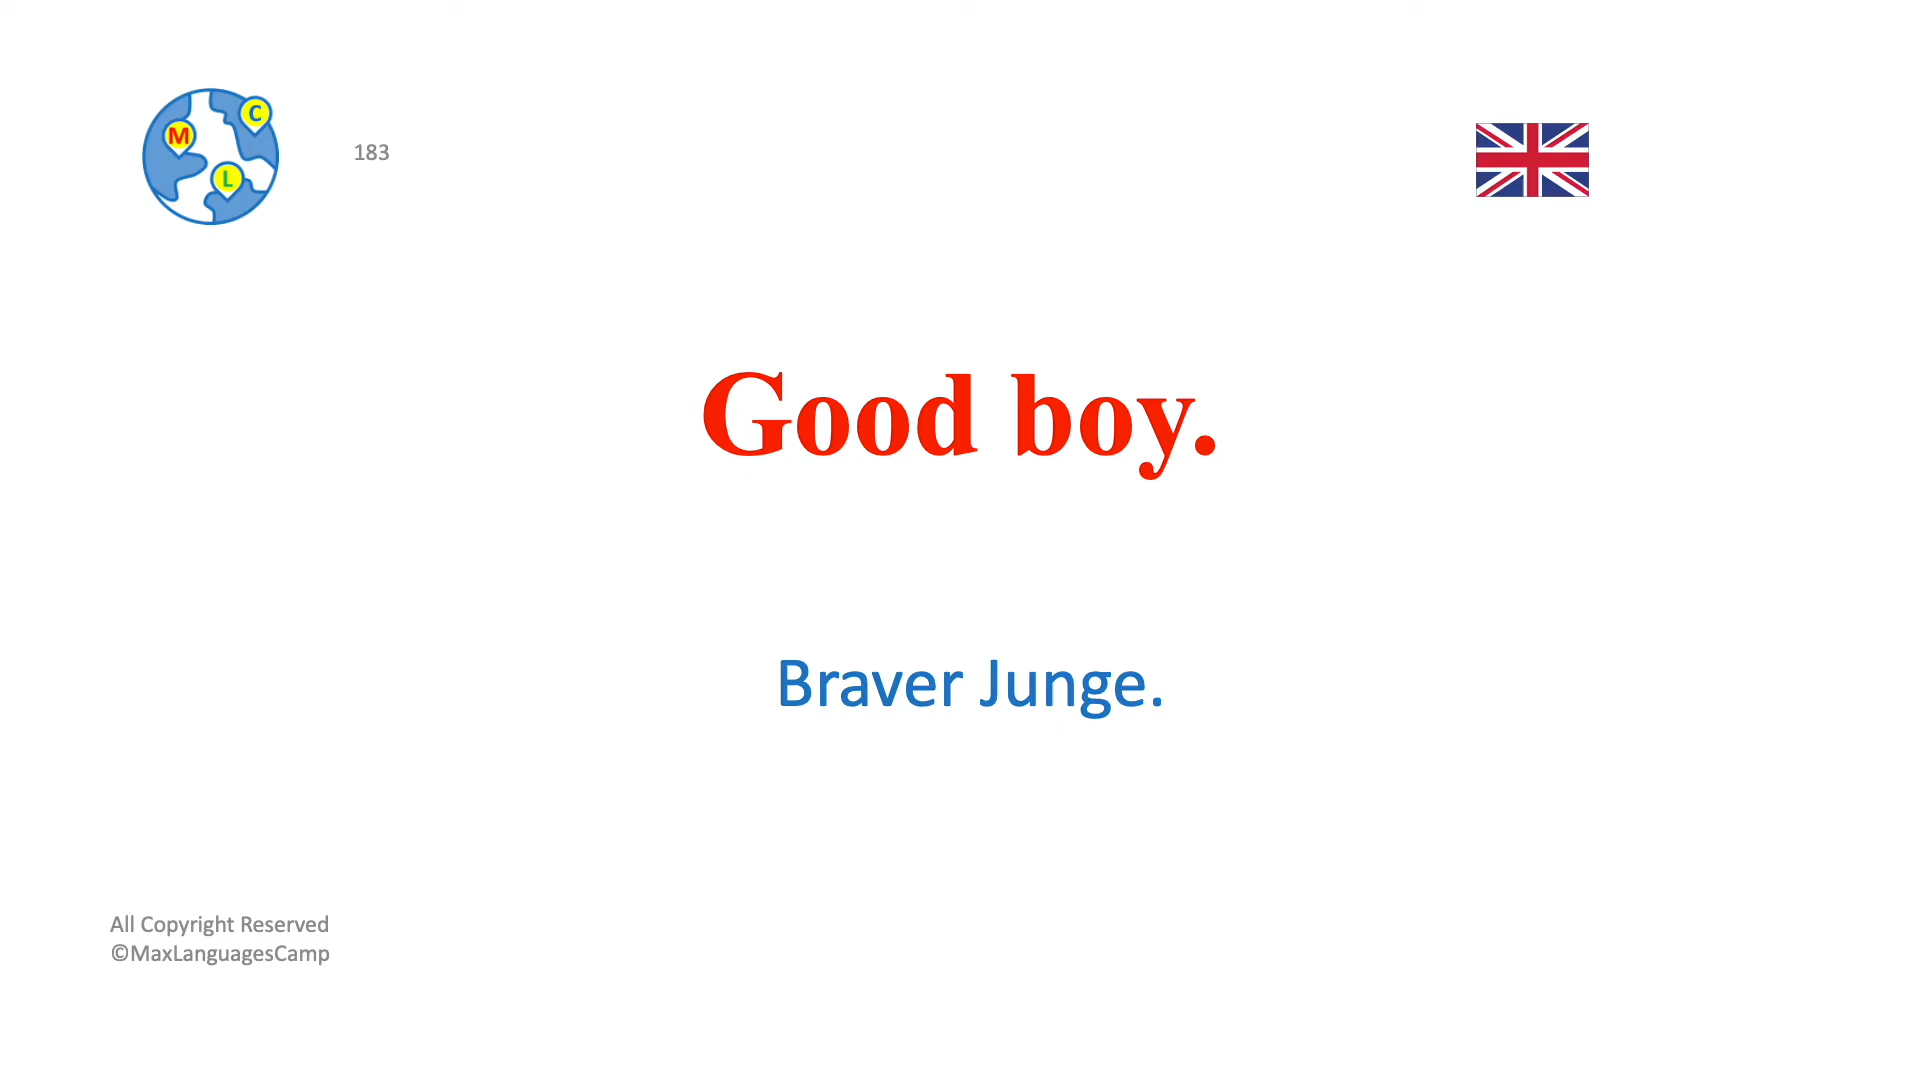 C
M
L
183
Good boy.
Braver Junge.
All Copyright Reserved
©MaxLanguagesCamp